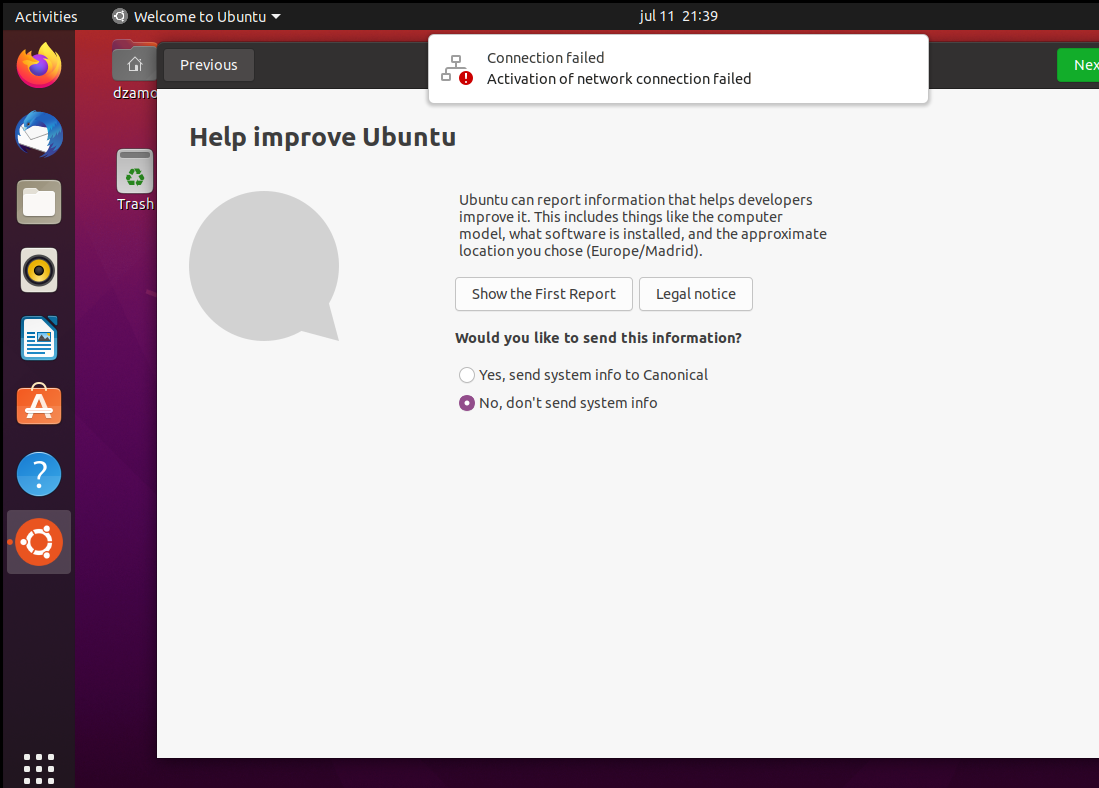 Activities
Welcome to Ubuntu
jul 11 21:39
Previous
Connection failed
Activation of network connection failed
Trash
Help improve Ubuntu
Ubuntu can report information that helps developers
improve it. This includes things like the computer
model, what software is installed, and the approximate
location you chose (Europe/Madrid).
Show the First Report
Legal notice
Would you like to send this information?
Yes, send system info to Canonical
No, don't send system info